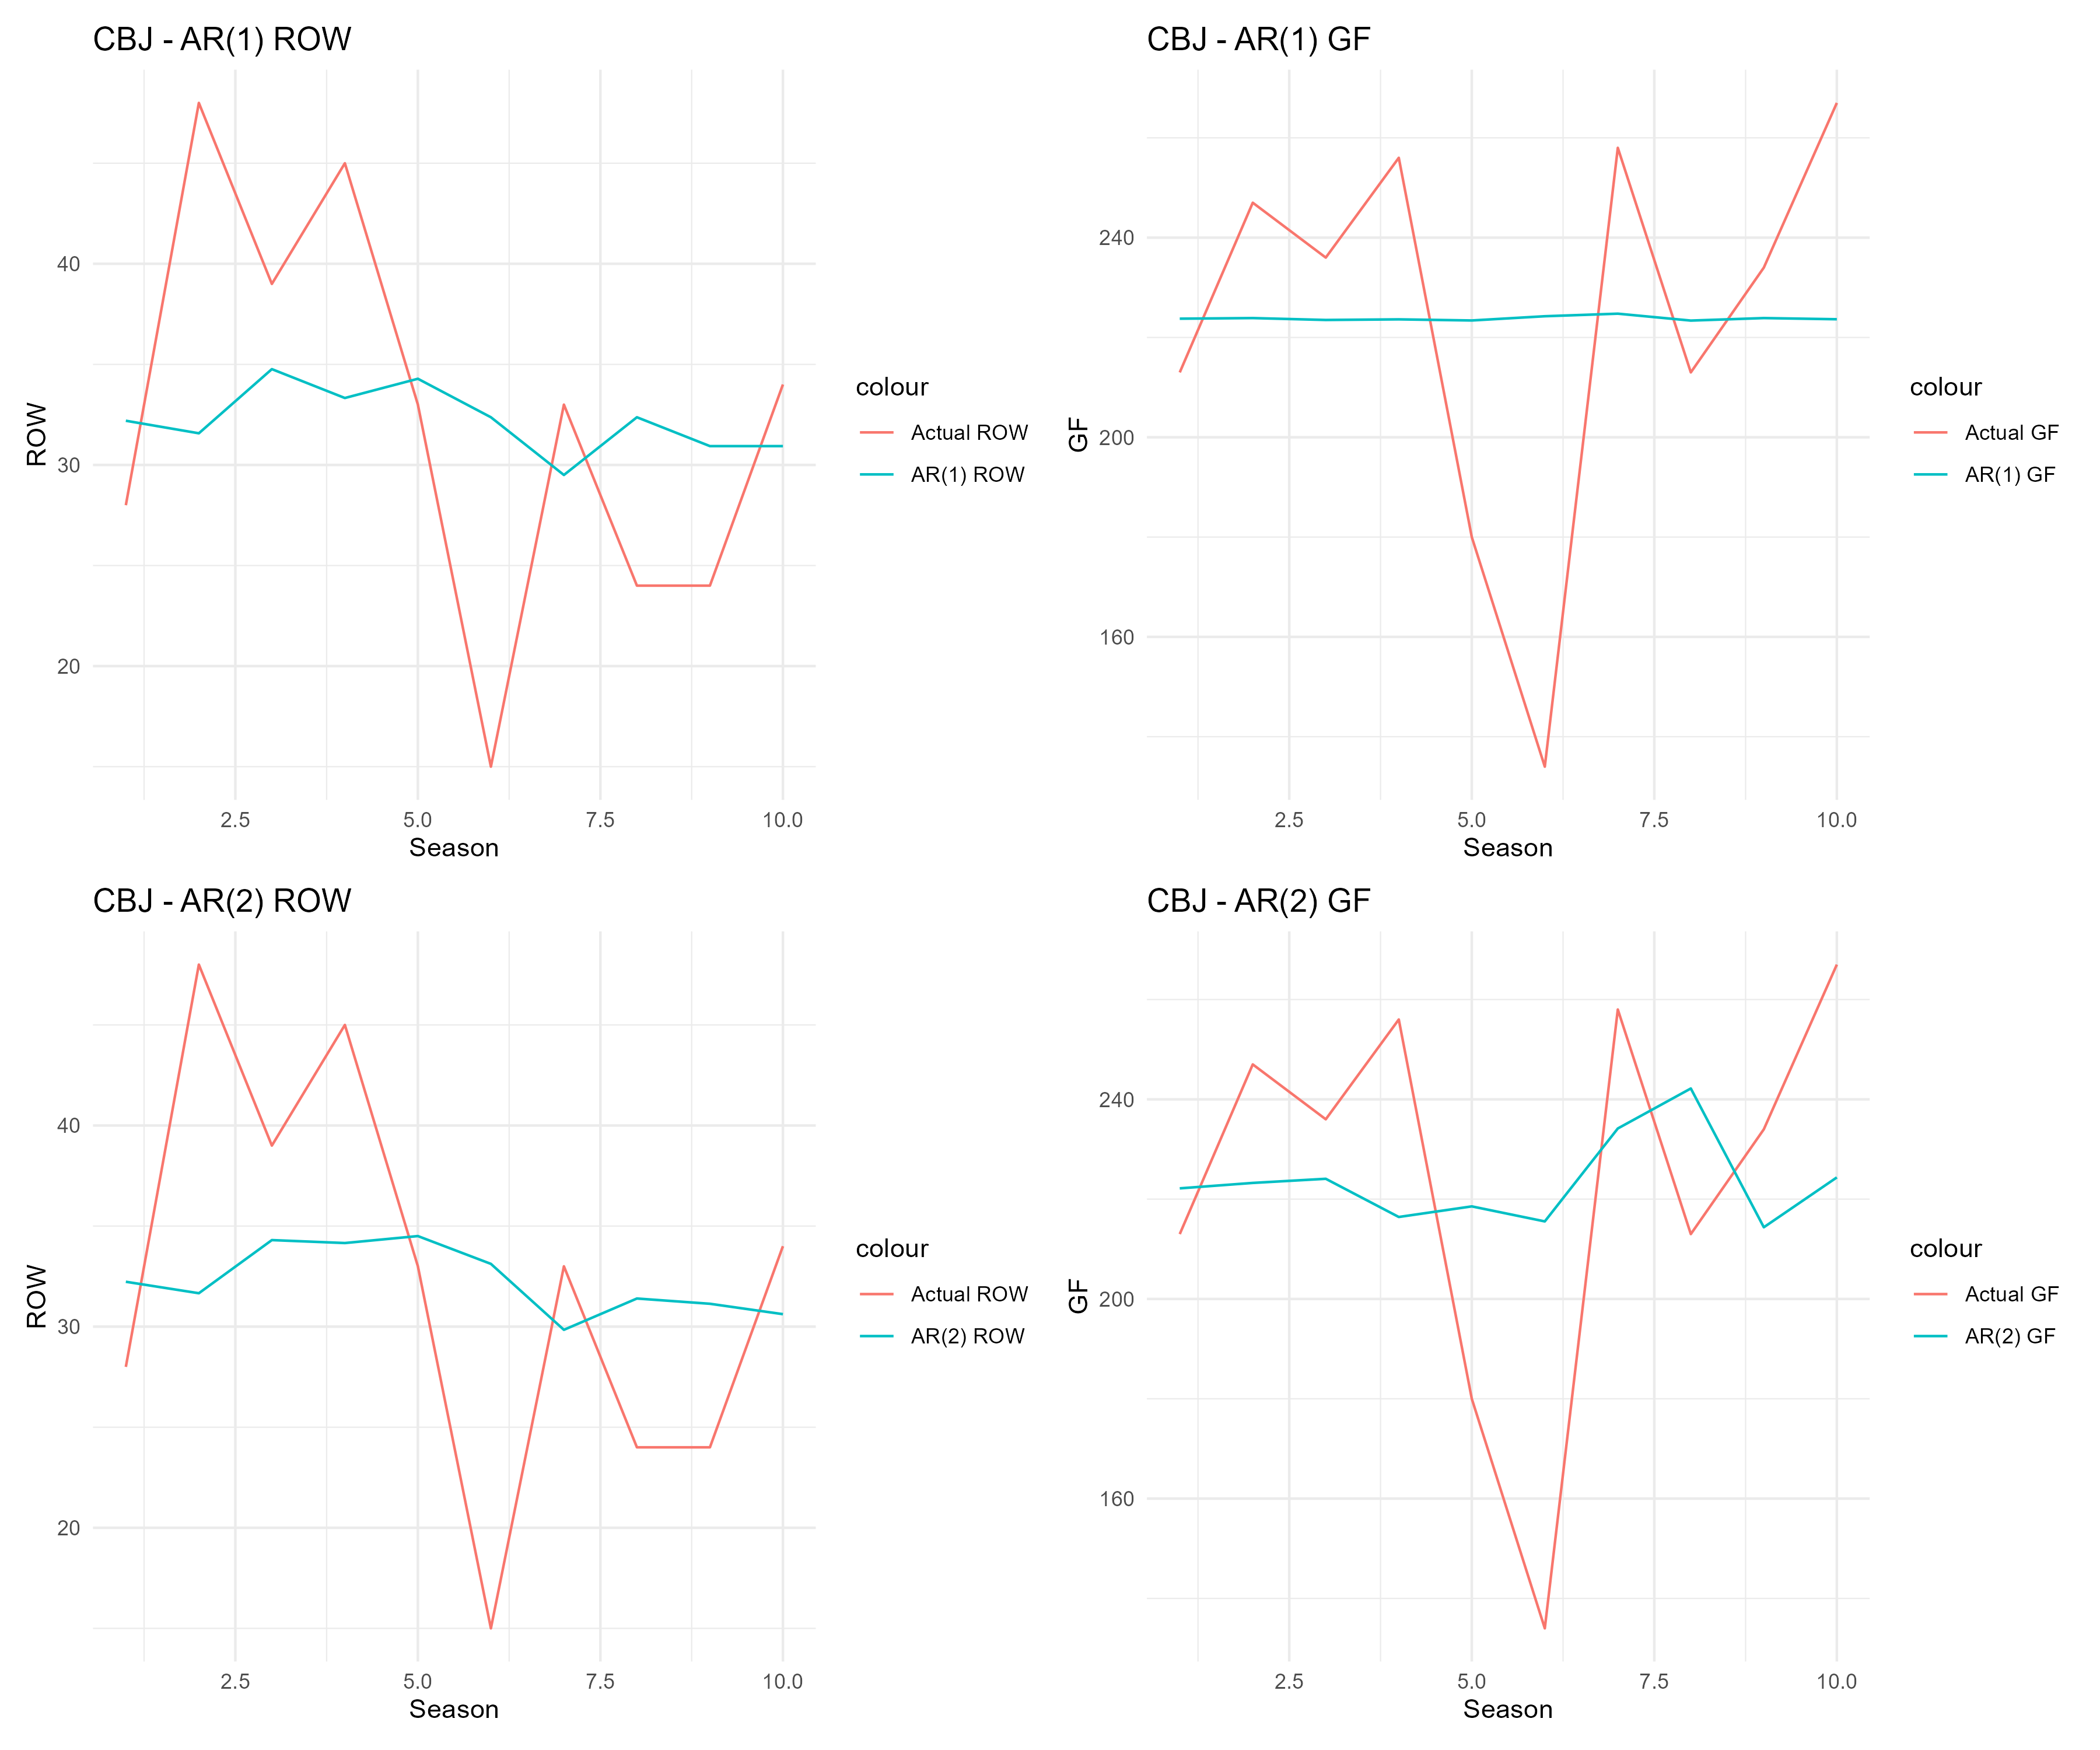 CBJ - AR(1) ROW
ROW
40
30
20
2.5 5.0 7.5 10.0
Season
colour
Actual ROW
AR(1) ROW
CBJ - AR(1) GF
GF
240
200
160
2.5 5.0 7.5 10.0
Season
colour
Actual GF
AR(1) GF
CBJ - AR(2) ROW
ROW
40
30
20
2.5 5.0 7.5 10.0
Season
colour
Actual ROW
AR(2) ROW
CBJ - AR(2) GF
GF
240
200
160
2.5 5.0 7.5 10.0
Season
colour
Actual GF
AR(2) GF